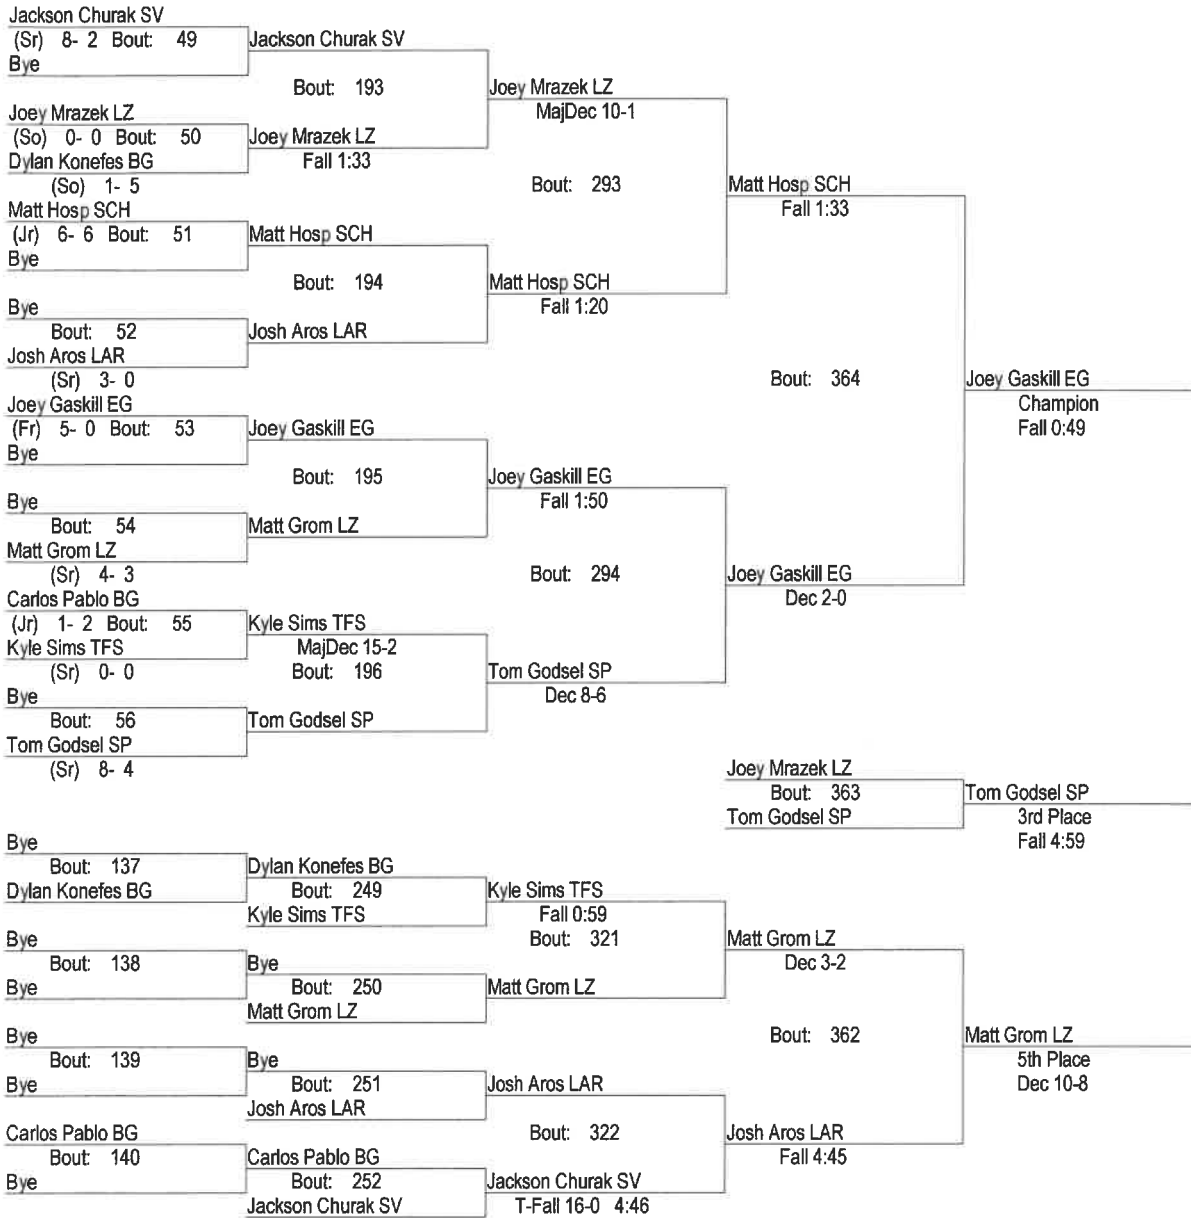 Jackson Churak SV
(Sr) 8- 2 Bout: 49
Bye
Jackson Churak SV
Bout: 193
Joey Mrazek LZ
(So) 0- 0 Bout: 50
Dylan Konefes BG
(So) 1- 5
Joey Mrazek LZ
Fall 1:33
Joey Mrazek LZ
MajDec 10-1
Bout: 293
Matt Hosp SCH
(Jr) 6- 6 Bout: 51
Bye
Matt Hosp SCH
Bout: 194
Bye
Bout: 52
Josh Aros LAR
(Sr) 3- 0
Josh Aros LAR
Matt Hosp SCH
Fall 1:20
Matt Hosp SCH
Fall 1:33
Bout: 364
Joey Gaskill EG
(Fr) 5- 0 Bout: 53
Bye
Joey Gaskill EG
Bout: 195
Bye
Bout: 54
Matt Grom LZ
(Sr) 4- 3
Matt Grom LZ
Joey Gaskill EG
Fall 1:50
Bout: 294
Carlos Pablo BG
(Jr) 1- 2 Bout: 55
Kyle Sims TFS
(Sr) 0- 0
Kyle Sims TFS
MajDec 15-2
Bout: 196
Bye
Bout: 56
Tom Godsel SP
(Sr) 8- 4
Tom Godsel SP
Tom Godsel SP
Dec 8-6
Joey Gaskill EG
Dec 2-0
Joey Gaskill EG
Champion
Fall 0:49
Joey Mrazek LZ
Bout: 363
Tom Godsel SP
Tom Godsel SP
3rd Place
Fall 4:59
Bye
Bout: 137
Dylan Konefes BG
Dylan Konefes BG
Bout: 249
Kyle Sims TFS
Kyle Sims TFS
Fall 0:59
Bout: 321
Bye
Bout: 138
Bye
Bye
Bout: 250
Matt Grom LZ
Matt Grom LZ
Matt Grom LZ
Dec 3-2
Bout: 362
Bye
Bout: 139
Bye
Bye
Bout: 251
Josh Aros LAR
Josh Aros LAR
Bout: 322
Carlos Pablo BG
Bout: 140
Bye
Carlos Pablo BG
Bout: 252
Jackson Churak SV
Jackson Churak SV
T-Fall 16-0 4:46
Josh Aros LAR
Fall 4:45
Matt Grom LZ
5th Place
Dec 10-8